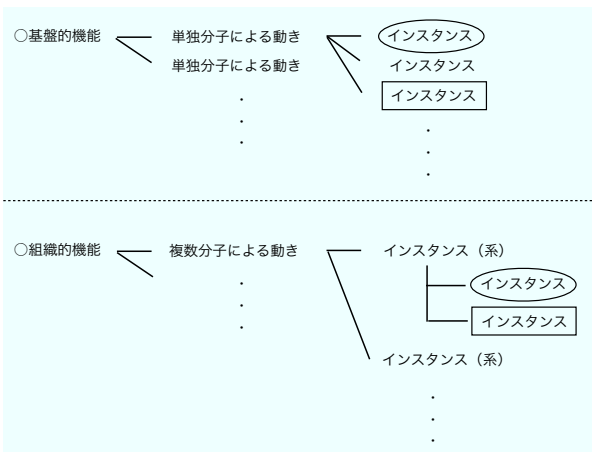 ○基盤的機能 単独分子による動き インスタンス
単独分子による動き インスタンス
インスタンス
○組織的機能 複数分子による動き インスタンス（系）
インスタンス
インスタンス
インスタンス（系）